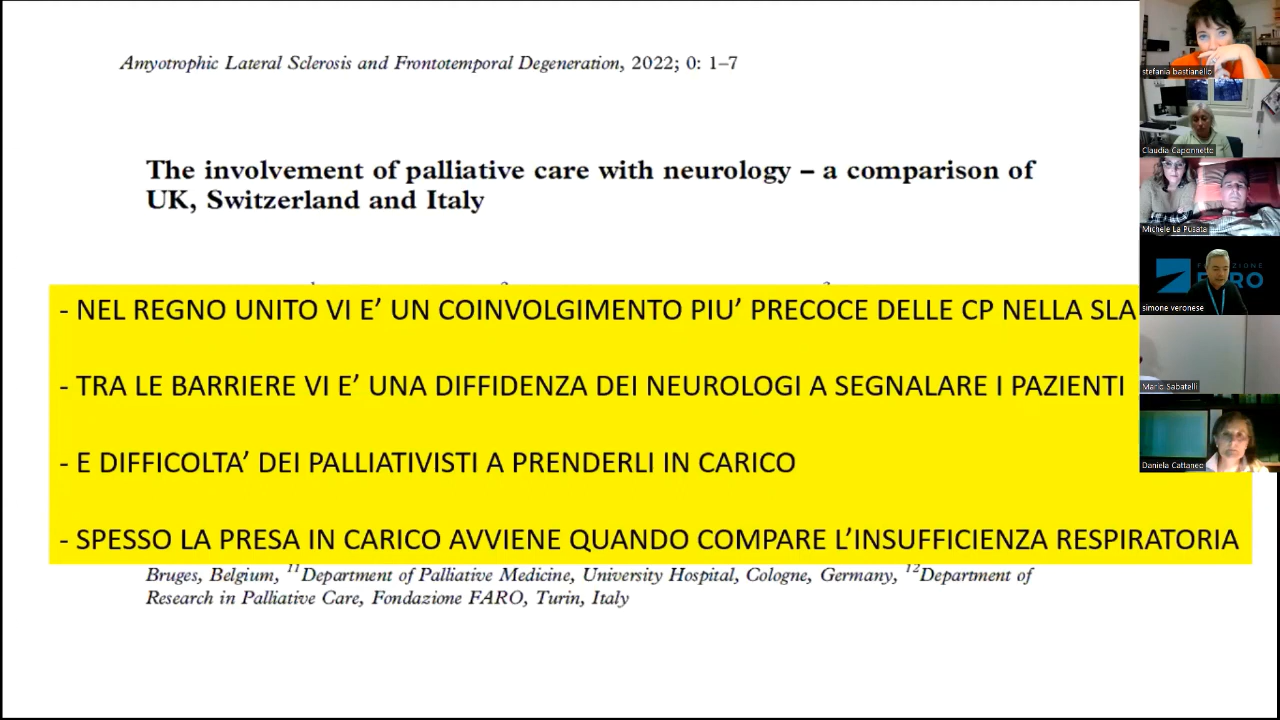 Amyotrophic Lateral Sclerosis and Frontotemporal Degeneration, 2022; 0: 1–7
The involvement of palliative care with neurology – a comparison of
UK, Switzerland and Italy
- NEL REGNO UNITO VI E’ UN COINVOLGIMENTO PIU’ PRECOCE DELLE CP NELLA SLA
- TRA LE BARRIERE VI E’ UNA DIFFIDENZA DEI NEUROLOGI A SEGNALARE I PAZIENTI
- E DIFFICOLTA’ DEI PALLIATIVISTI A PRENDERLI IN CARICO
- SPESSO LA PRESA IN CARICO AVVIENE QUANDO COMPARE L’INSUFFICIENZA RESPIRATORIA
Bruges, Belgium, 11Department of Palliative Medicine, University Hospital, Cologne, Germany, 12Department of
Research in Palliative Care, Fondazione FARO, Turin, Italy
stefania bastianello
Claudia Caponnetto
Michele La Pusata
simone veronese
Mario Sabatelli
Daniela Cattaneo